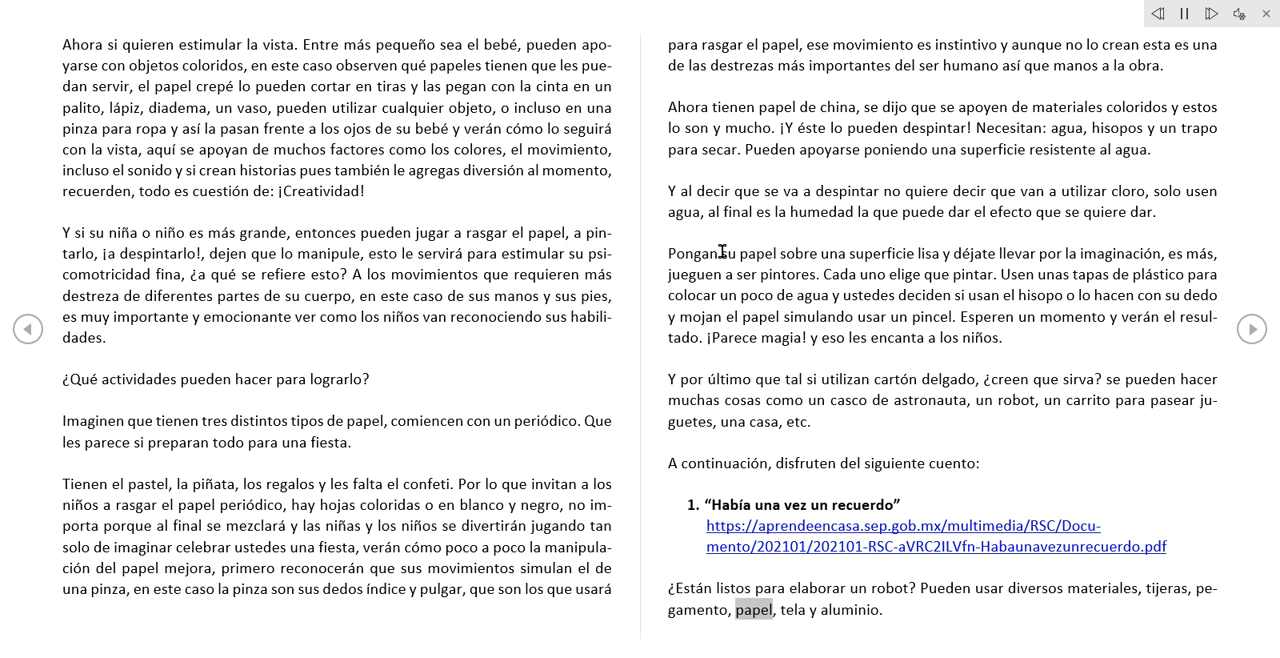 Ahora si quieren estimular la vista. Entre más pequeño sea el bebé, pueden apo-
yarse con objetos coloridos, en este caso observen qué papeles tienen que les pue-
dan servir, el papel crepé lo pueden cortar en tiras y las pegan con la cinta en un
palito, lápiz, diadema, un vaso, pueden utilizar cualquier objeto, o incluso en una
pinza para ropa y así la pasan frente a los ojos de su bebé y verán cómo lo seguirá
con la vista, aquí se apoyan de muchos factores como los colores, el movimiento,
incluso el sonido y si crean historias pues también le agregas diversión al momento,
recuerden, todo es cuestión de: ¡Creatividad!
Y si su niña o niño es más grande, entonces pueden jugar a rasgar el papel, a pin-
tarlo, ¡a despintarlo!, dejen que lo manipule, esto le servirá para estimular su psi-
comotricidad fina, ¿a qué se refiere esto? A los movimientos que requieren más
destreza de diferentes partes de su cuerpo, en este caso de sus manos y sus pies,
es muy importante y emocionante ver como los niños van reconociendo sus habili-
dades.
¿Qué actividades pueden hacer para lograrlo?
Imaginen que tienen tres distintos tipos de papel, comiencen con un periódico. Que
les parece si preparan todo para una fiesta.
Tienen el pastel, la piñata, los regalos y les falta el confeti. Por lo que invitan a los
niños a rasgar el papel periódico, hay hojas coloridas o en blanco y negro, no im-
porta porque al final se mezclará y las niñas y los niños se divertirán jugando tan
solo de imaginar celebrar ustedes una fiesta, verán cómo poco a poco la manipula-
ción del papel mejora, primero reconocerán que sus movimientos simulan el de
una pinza, en este caso la pinza son sus dedos índice y pulgar, que son los que usará
para rasgar el papel, ese movimiento es instintivo y aunque no lo crean esta es una
de las destrezas más importantes del ser humano así que manos a la obra.
Ahora tienen papel de china, se dijo que se apoyen de materiales coloridos y estos
lo son y mucho. ¡Y éste lo pueden despintar! Necesitan: agua, hisopos y un trapo
para secar. Pueden apoyarse poniendo una superficie resistente al agua.
Y al decir que se va a despintar no quiere decir que van a utilizar cloro, solo usen
agua, al final es la humedad la que puede dar el efecto que se quiere dar.
Pongan su papel sobre una superficie lisa y déjate llevar por la imaginación, es más,
jueguen a ser pintores. Cada uno elige que pintar. Usen unas tapas de plástico para
colocar un poco de agua y ustedes deciden si usan el hisopo o lo hacen con su dedo
y mojan el papel simulando usar un pincel. Esperen un momento y verán el resul-
tado. ¡Parece magia! y eso les encanta a los niños.
Y por último que tal si utilizan cartón delgado, ¿creen que sirva? se pueden hacer
muchas cosas como un casco de astronauta, un robot, un carrito para pasear ju-
guetes, una casa, etc.
A continuación, disfruten del siguiente cuento:
1. “Había una vez un recuerdo”
https://aprendeencasa.sep.gob.mx/multimedia/RSC/Docu-
mento/202101/202101-RSC-aVRC2ILVfn-Habaunavezunrecuerdo.pdf
¿Están listos para elaborar un robot? Pueden usar diversos materiales, tijeras, pe-
gamento, papel, tela y aluminio.